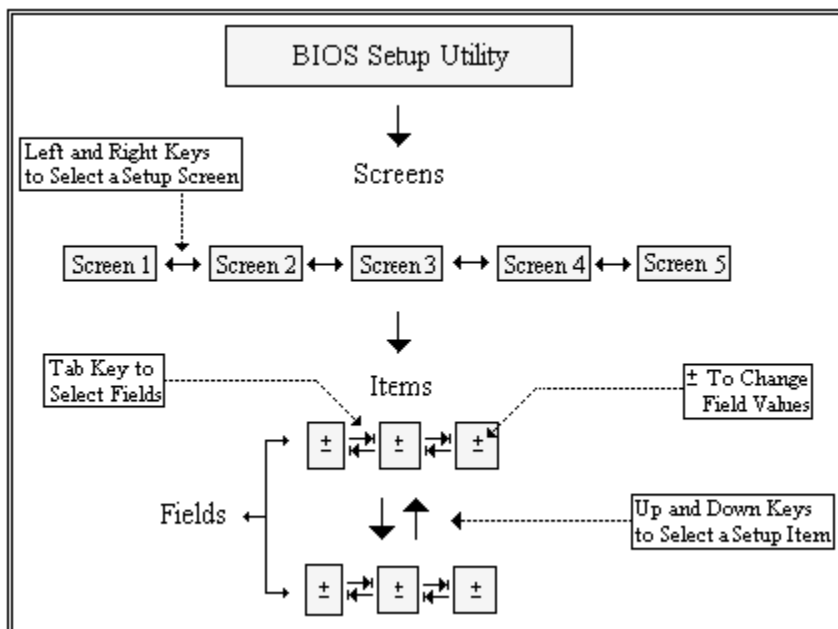 BIOS Setup Utility
Left and Right Keys
to Select a Setup Screen
Screens
Screen 1
Screen 2
Screen 3
Screen 4
Screen 5
Tab Key to
Select Fields
Items
± To Change
Field Values
± ± ±
Fields
Up and Down Keys
to Select a Setup Item
± ± ±